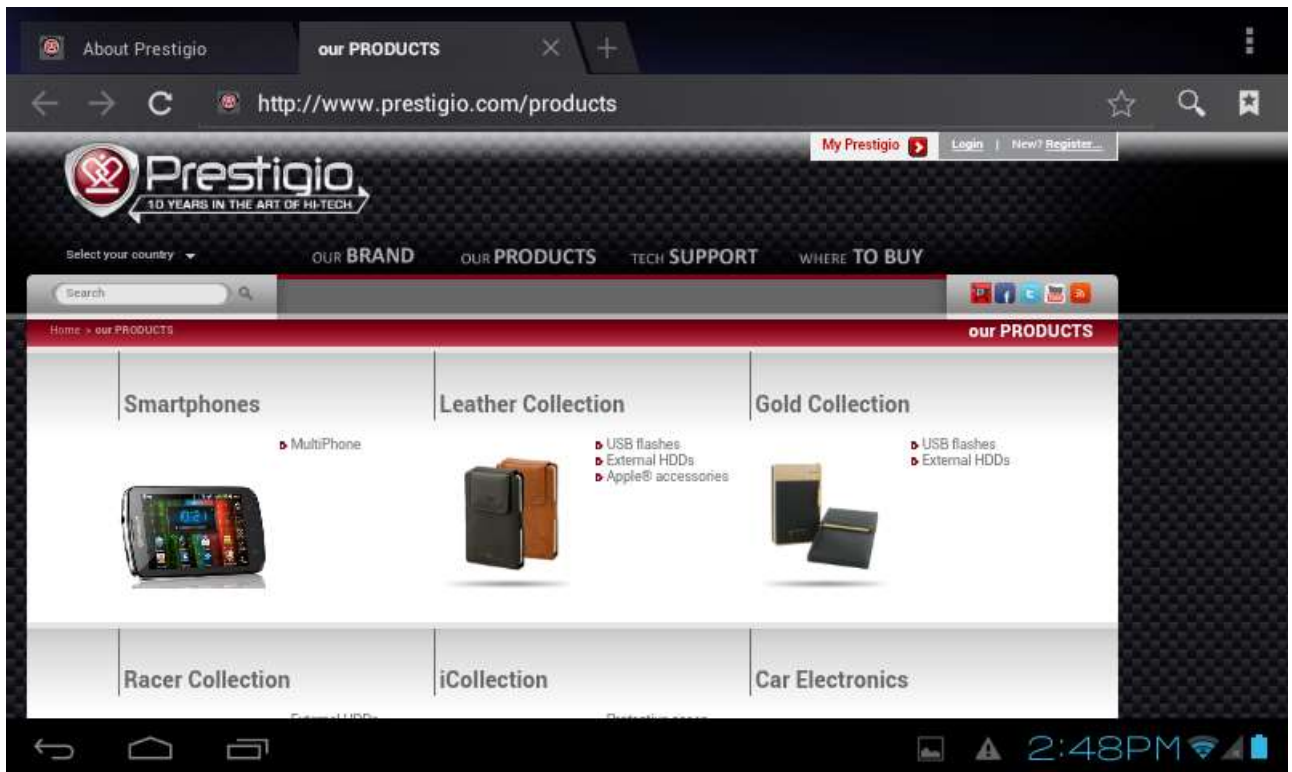 About Prestigio
our PRODUCTS
http://www.prestigio.com/products
My Prestigio
Login | New? Register...
Prestigio
10 YEARS IN THE ART OF HI-TECH
Select your country
OUR BRAND
OUR PRODUCTS
TECH SUPPORT
WHERE TO BUY
Search
Home > our PRODUCTS
our PRODUCTS
Smartphones
MultiPhone
Leather Collection
USB flashes
External HDDs
Apple® accessories
Gold Collection
USB flashes
External HDDs
Racer Collection
iCollection
Car Electronics
2:48PM